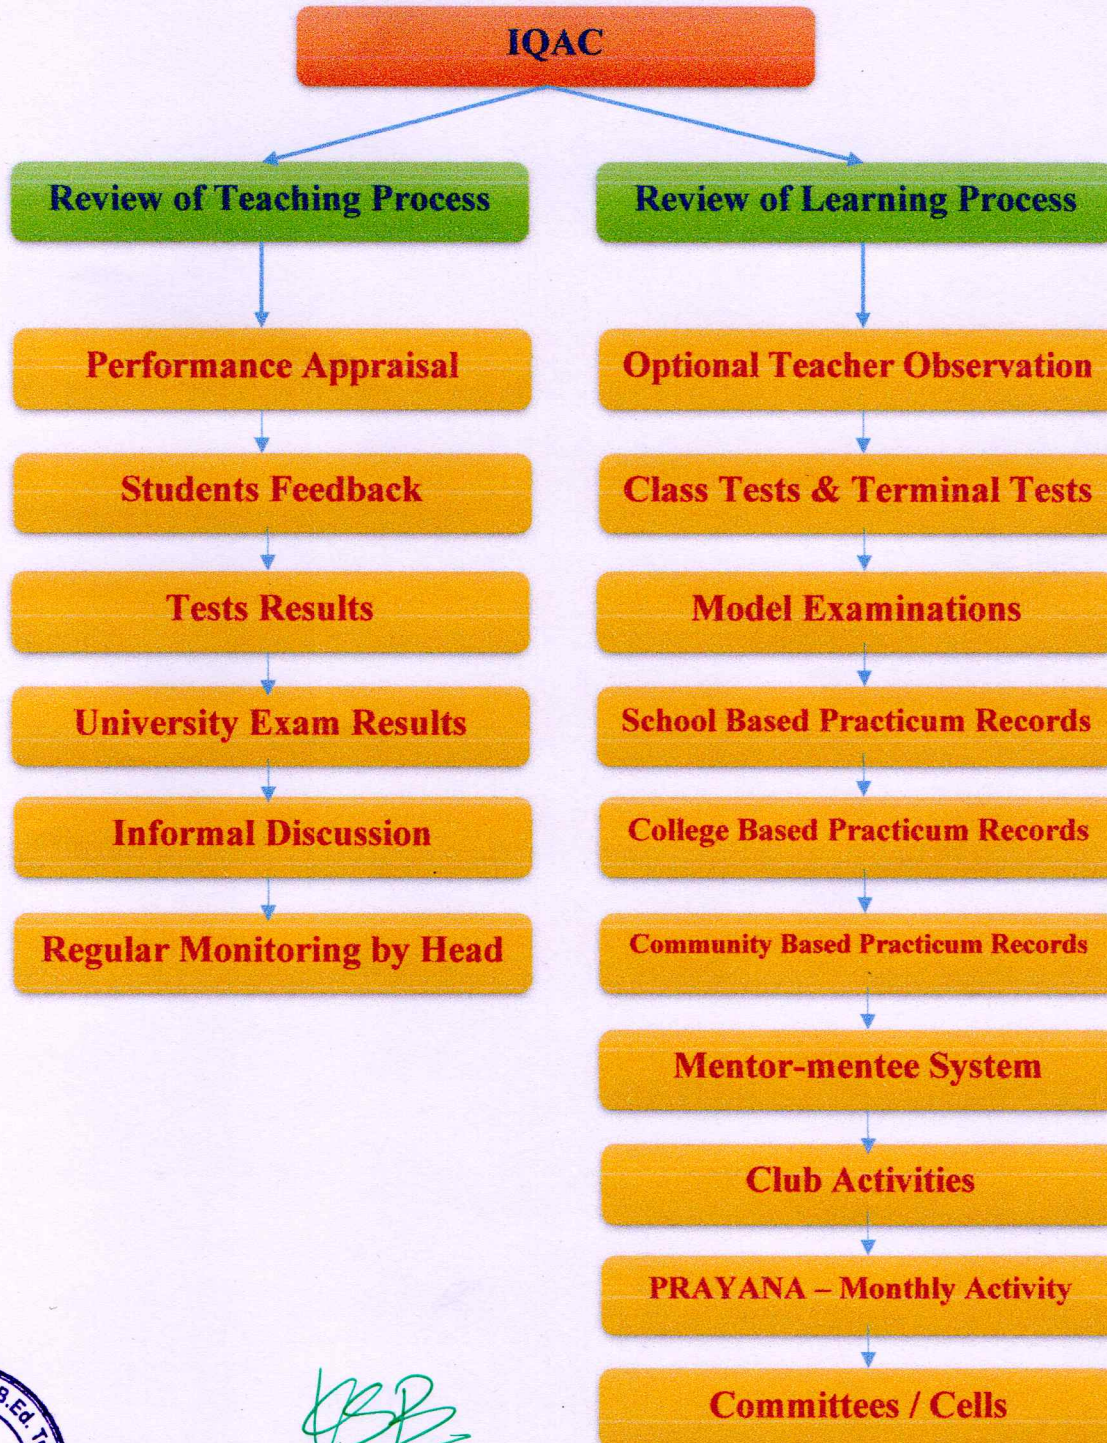 IQAC
Review of Teaching Process
Review of Learning Process
Performance Appraisal
Students Feedback
Tests Results
University Exam Results
Informal Discussion
Regular Monitoring by Head
Optional Teacher Observation
Class Tests & Terminal Tests
Model Examinations
School Based Practicum Records
College Based Practicum Records
Community Based Practicum Records
Mentor-mentee System
Club Activities
PRAYANA – Monthly Activity
Committees / Cells
B.Ed.